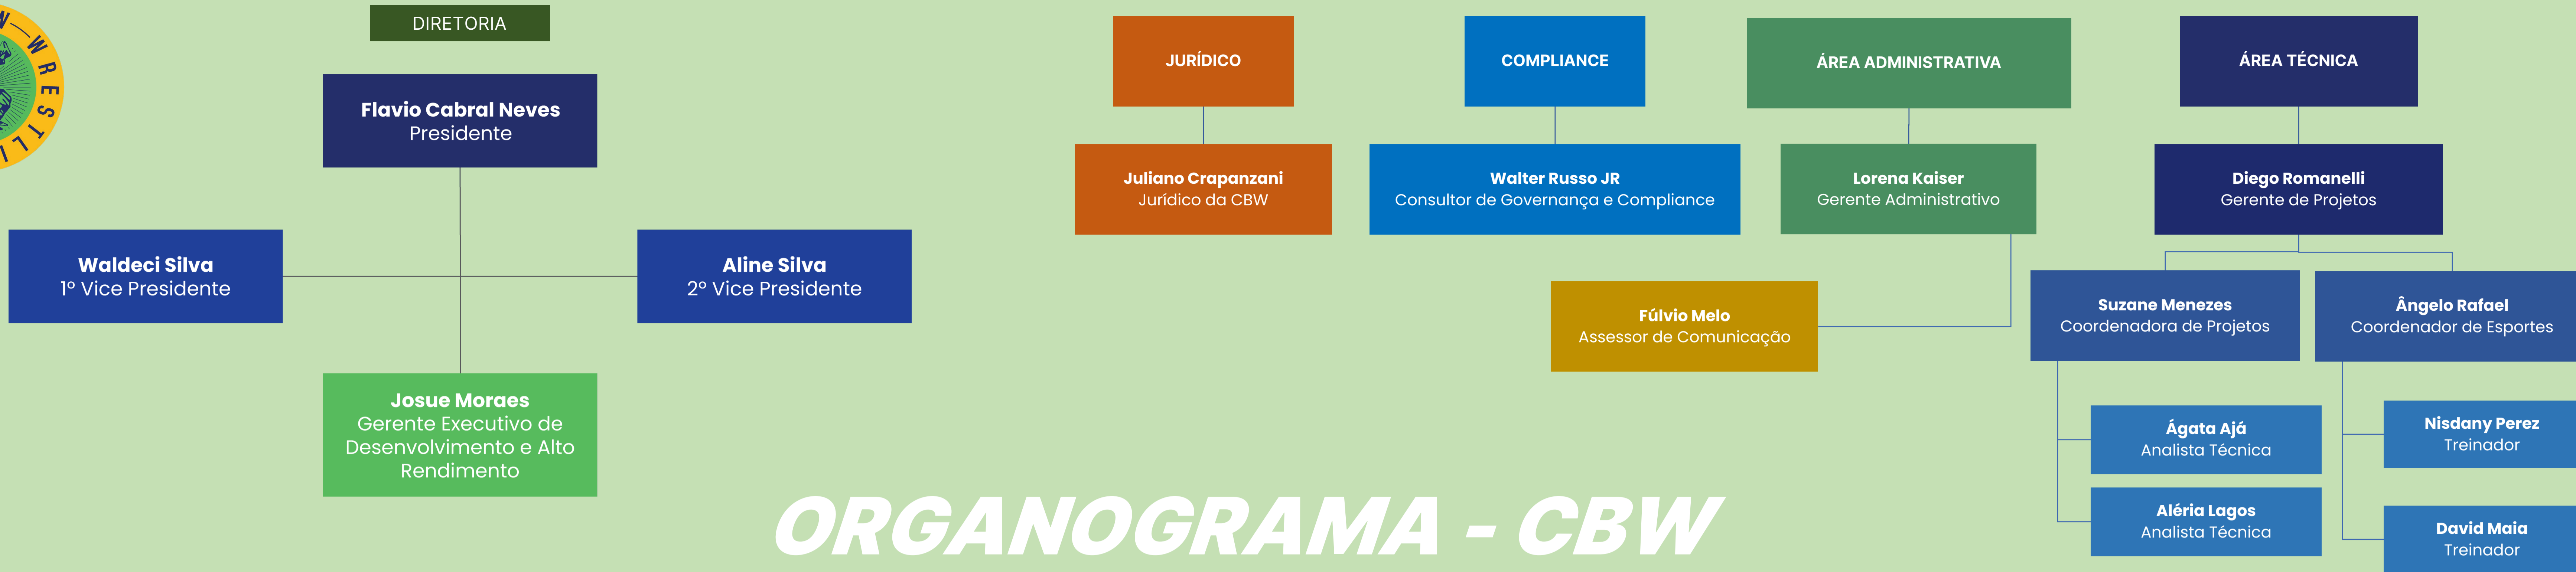 WRESTLI
DIRETORIA
Flavio Cabral Neves
Presidente
Waldeci Silva
1º Vice Presidente
Aline Silva
2º Vice Presidente
Josue Moraes
Gerente Executivo de
Desenvolvimento e Alto
Rendimento
JURÍDICO
Juliano Crapanzani
Jurídico da CBW
COMPLIANCE
Walter Russo JR
Consultor de Governança e Compliance
ÁREA ADMINISTRATIVA
Lorena Kaiser
Gerente Administrativo
Fúlvio Melo
Assessor de Comunicação
ÁREA TÉCNICA
Diego Romanelli
Gerente de Projetos
Suzane Menezes
Coordenadora de Projetos
Ágata Ajá
Analista Técnica
Aléria Lagos
Analista Técnica
Ângelo Rafael
Coordenador de Esportes
Nisdany Perez
Treinador
David Maia
Treinador
ORGANOGRAMA - CBW